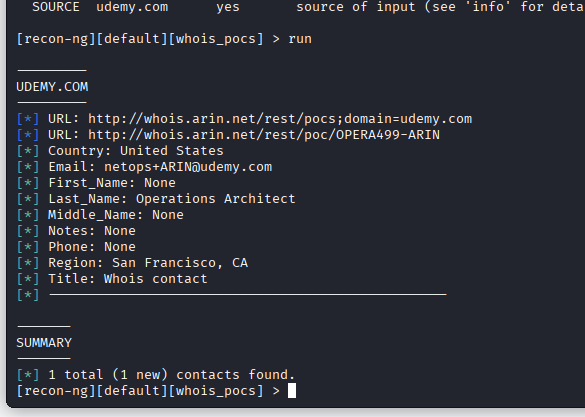 SOURCE  udemy.com      yes       source of input (see 'info' for deta
[recon-ng][default][whois_pocs] > run
---------
UDEMY.COM
---------
[*] URL: http://whois.arin.net/rest/pocs;domain=udemy.com
[*] URL: http://whois.arin.net/rest/poc/OPERA499-ARIN
[*] Country: United States
[*] Email: netops+ARIN@udemy.com
[*] First_Name: None
[*] Last_Name: Operations Architect
[*] Middle_Name: None
[*] Notes: None
[*] Phone: None
[*] Region: San Francisco, CA
[*] Title: Whois contact
[*] --------------------------------------------------
-------
SUMMARY
-------
[*] 1 total (1 new) contacts found.
[recon-ng][default][whois_pocs] >